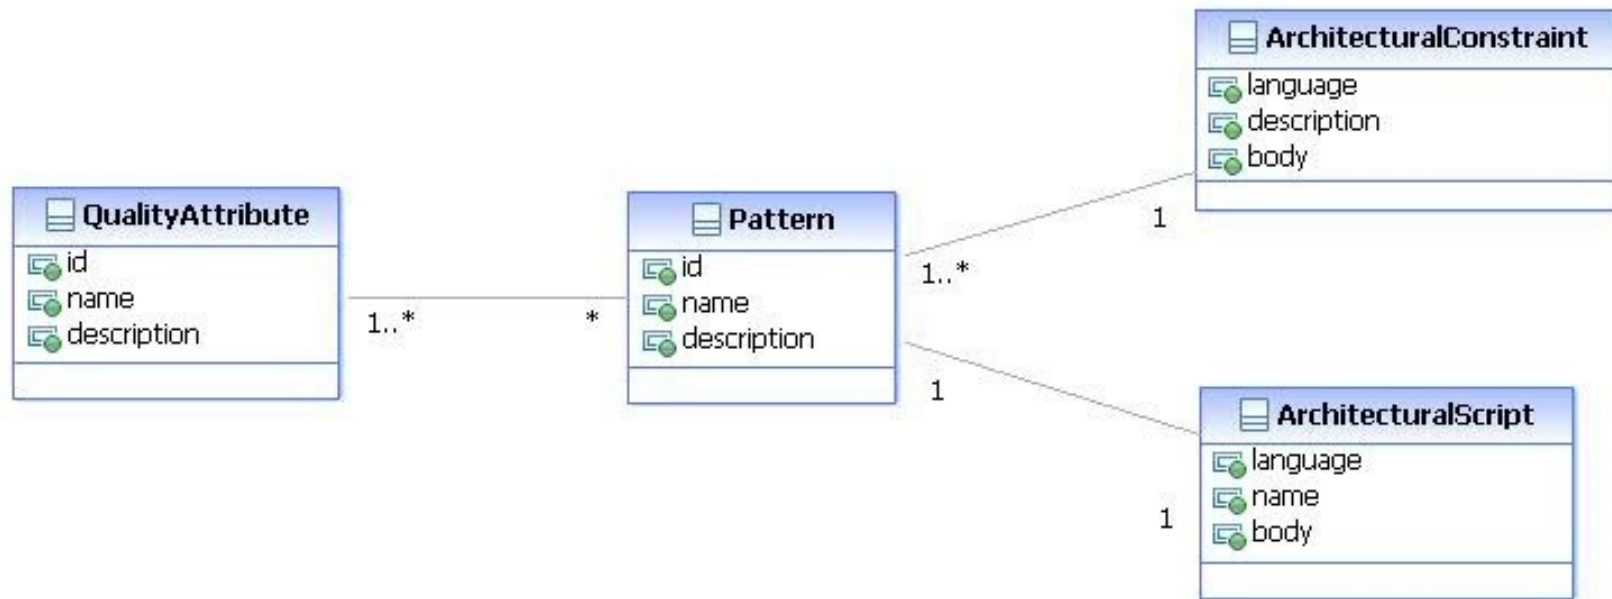 QualityAttribute
id
name
description
1..*
*
Pattern
id
name
description
1..*
1
1
1
ArchitecturalConstraint
language
description
body
ArchitecturalScript
language
name
body